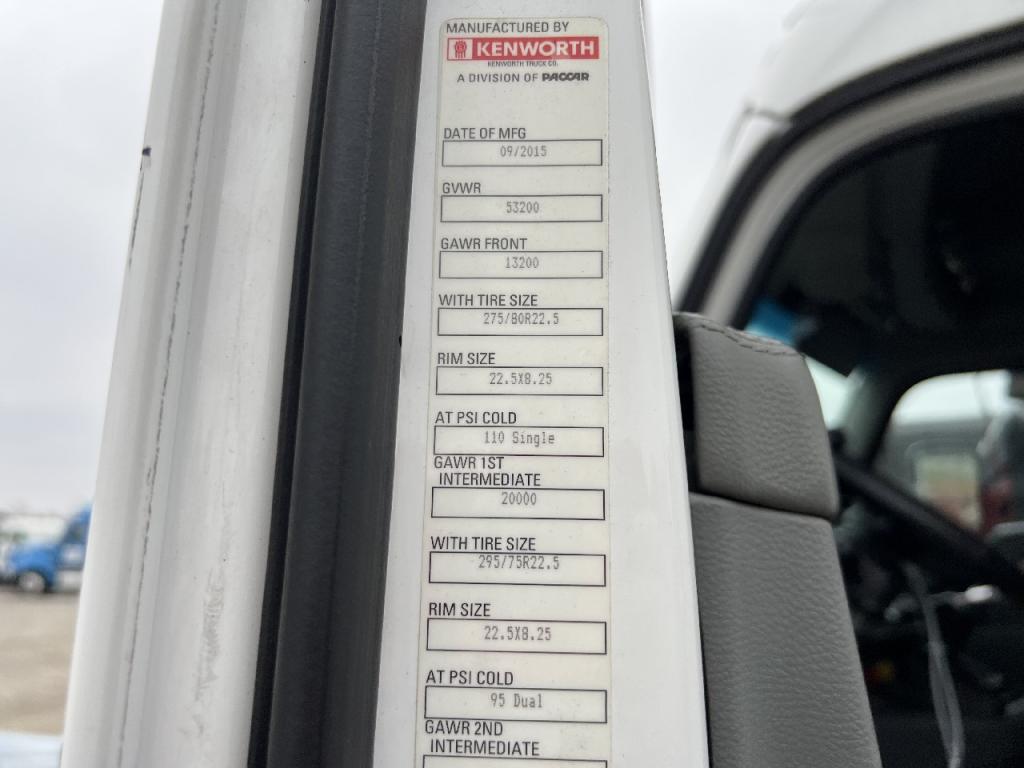 MANUFACTURED BY
KENWORTH
KENWORTH TRUCK CO.
A DIVISION OF PACCAR
DATE OF MFG
09/2015
GVWR
53200
GAWR FRONT
13200
WITH TIRE SIZE
275/80R22.5
RIM SIZE
22.5X8.25
AT PSI COLD
110 Single
GAWR 1ST
INTERMEDIATE
20000
WITH TIRE SIZE
295/75R22.5
RIM SIZE
22.5X8.25
AT PSI COLD
95 Dual
GAWR 2ND
INTERMEDIATE